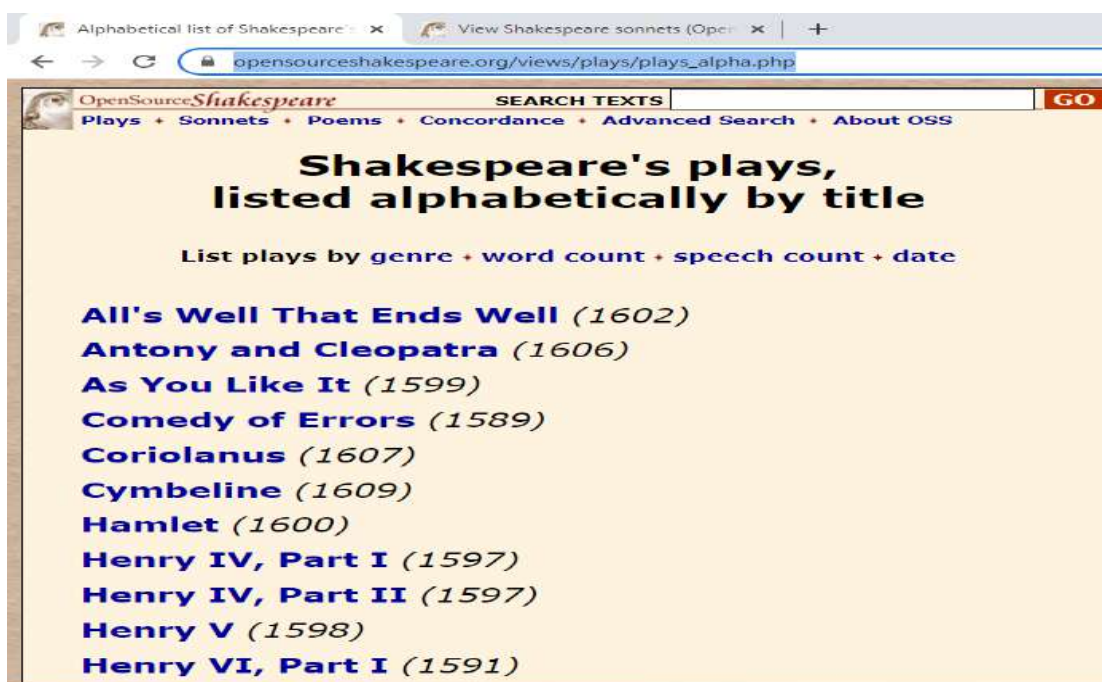 Alphabetical list of Shakespeare's
View Shakespeare sonnets (Oper
opensourceshakespeare.org/views/plays/plays_alpha.php
OpenSourceShakespeare SEARCH TEXTS GO
Plays + Sonnets + Poems + Concordance + Advanced Search + About OSS
Shakespeare's plays,
listed alphabetically by title
List plays by genre + word count + speech count + date
All's Well That Ends Well (1602)
Antony and Cleopatra (1606)
As You Like It (1599)
Comedy of Errors (1589)
Coriolanus (1607)
Cymbeline (1609)
Hamlet (1600)
Henry IV, Part I (1597)
Henry IV, Part II (1597)
Henry V (1598)
Henry VI, Part I (1591)